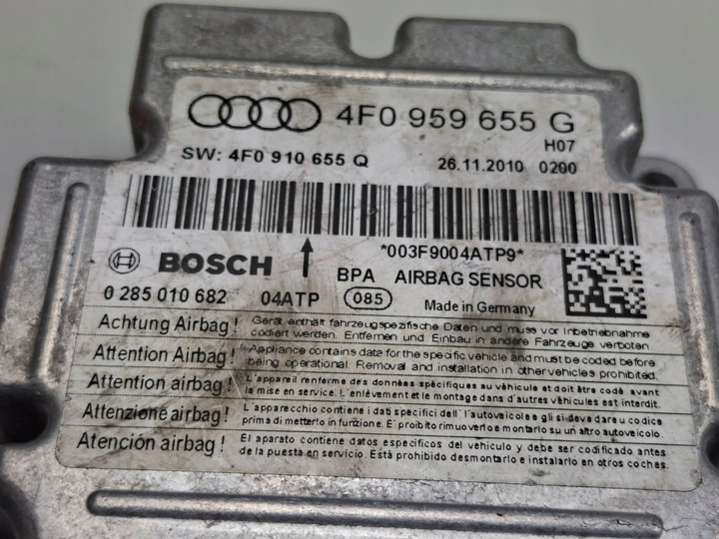 4F0 959 655 G
H07
SW: 4F0 910 655 Q
26.11.2010 0200
*003F9004ATP9*
BOSCH
BPA AIRBAG SENSOR
0 285 010 682 04ATP 085 Made in Germany
Achtung Airbag! Gerät enthält fahrzeugspezifische Daten und muss vor Inbetriebnahme
codiert werden. Entfernen und Einbau in andere Fahrzeuge verboten
Attention Airbag! Appliance contains data for the specific vehicle and must be coded before
being operational. Removal and installation in other vehicles prohibited.
Attention airbag! L'appareil renferme des données spécifiques au véhicule et doit être codé avant
la mise en service. L'enlèvement et le montage dans d'autres véhicules est interdit.
Attenzione airbag! L'apparecchio contiene i dati specifici dell'l'autoveicolo e gli si deve dare u codice
prima di metterlo in funzione. È proibito rimuoverlo e montarlo su un altro autoveicolo.
Atención airbag! El aparato contiene datos especificos del vehiculo y debe ser codificado antes
de la puesta en servicio. Está prohibido desmontarlo e instalarlo en otros coches.